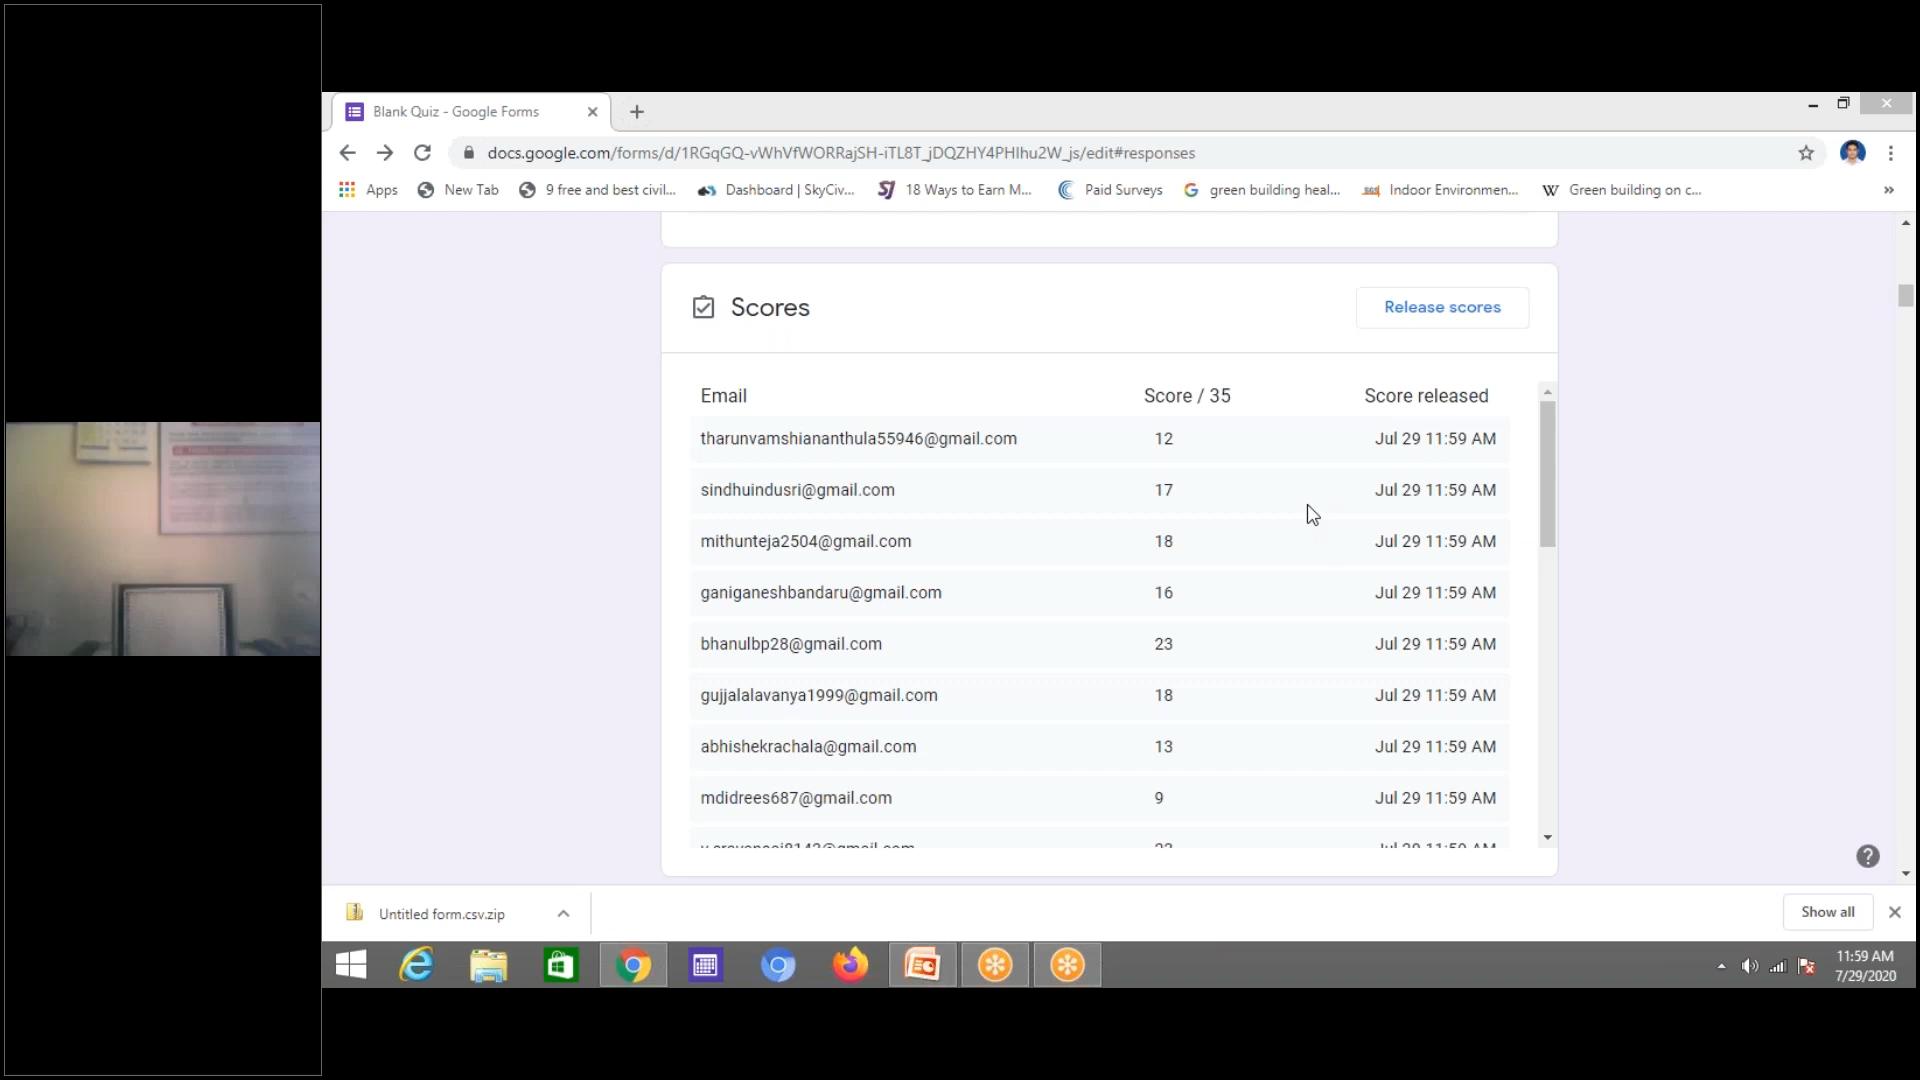 Blank Quiz - Google Forms
docs.google.com/forms/d/1RGqGQ-vWhVfWORRajSH-iTL8T_jDQZHY4PHIhu2W_js/edit#responses
Apps New Tab 9 free and best civil... Dashboard | SkyCiv... 18 Ways to Earn M... Paid Surveys green building heal... Indoor Environmen... Green building on c... »
Scores Release scores
Email Score / 35 Score released
tharunvamshiananthula55946@gmail.com 12 Jul 29 11:59 AM
sindhuindusri@gmail.com 17 Jul 29 11:59 AM
mithunteja2504@gmail.com 18 Jul 29 11:59 AM
ganiganeshbandaru@gmail.com 16 Jul 29 11:59 AM
bhanulbp28@gmail.com 23 Jul 29 11:59 AM
gujjalalavanya1999@gmail.com 18 Jul 29 11:59 AM
abhishekrachala@gmail.com 13 Jul 29 11:59 AM
mdidrees687@gmail.com 9 Jul 29 11:59 AM
Jul 29 11:59 AM
Untitled form.csv.zip Show all
11:59 AM
7/29/2020